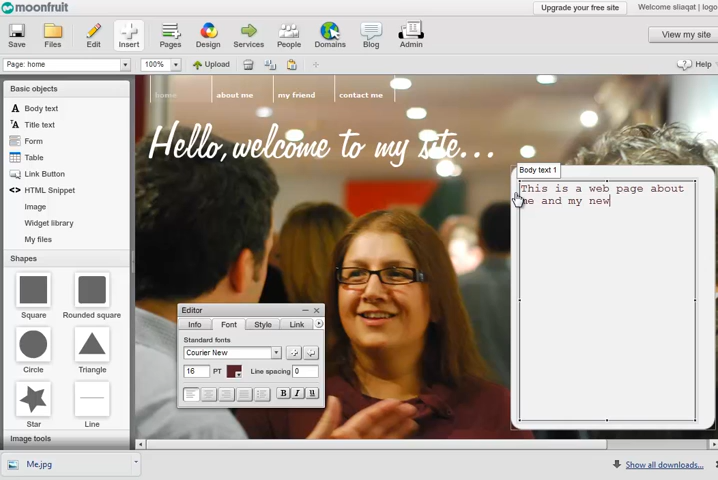 moonfruit
Upgrade your free site
Welcome sliaqat | logo
Save
Files
Edit
Insert
Pages
Design
Services
People
Domains
Blog
Admin
View my site
Page: home
100%
Upload
Help
Basic objects
Body text
Title text
Form
Table
Link Button
HTML Snippet
Image
Widget library
My files
Shapes
Square
Rounded square
Circle
Triangle
Star
Line
Image tools
home
about me
my friend
contact me
Hello, welcome to my site...
Body text 1
This is a web page about
me and my new
Editor
Info
Font
Style
Link
Standard fonts
Courier New
16
PT
Line spacing
0
B
I
U
Me.jpg
Show all downloads...